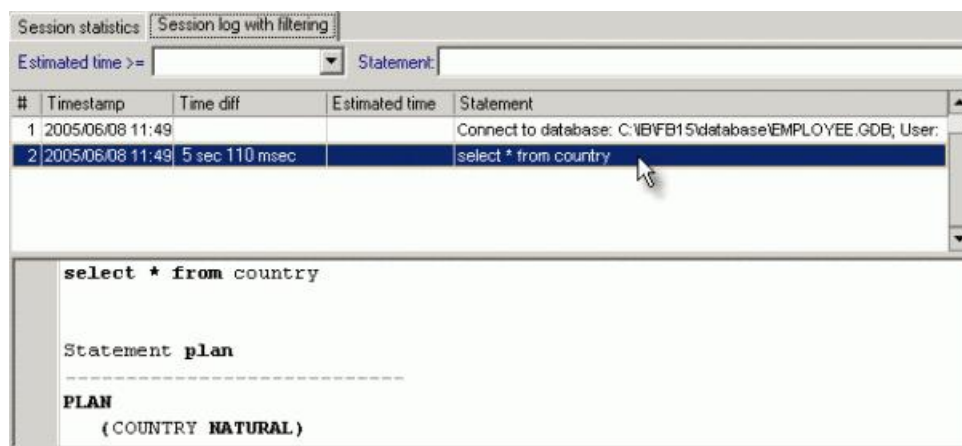 Session statistics Session log with filtering
Estimated time >= Statement:
# Timestamp Time diff Estimated time Statement
1 2005/06/08 11:49 Connect to database: C:\IB\FB15\database\EMPLOYEE.GDB; User:
2 2005/06/08 11:49 5 sec 110 msec select * from country
select * from country
Statement plan
--------------------------------
PLAN
(COUNTRY NATURAL)